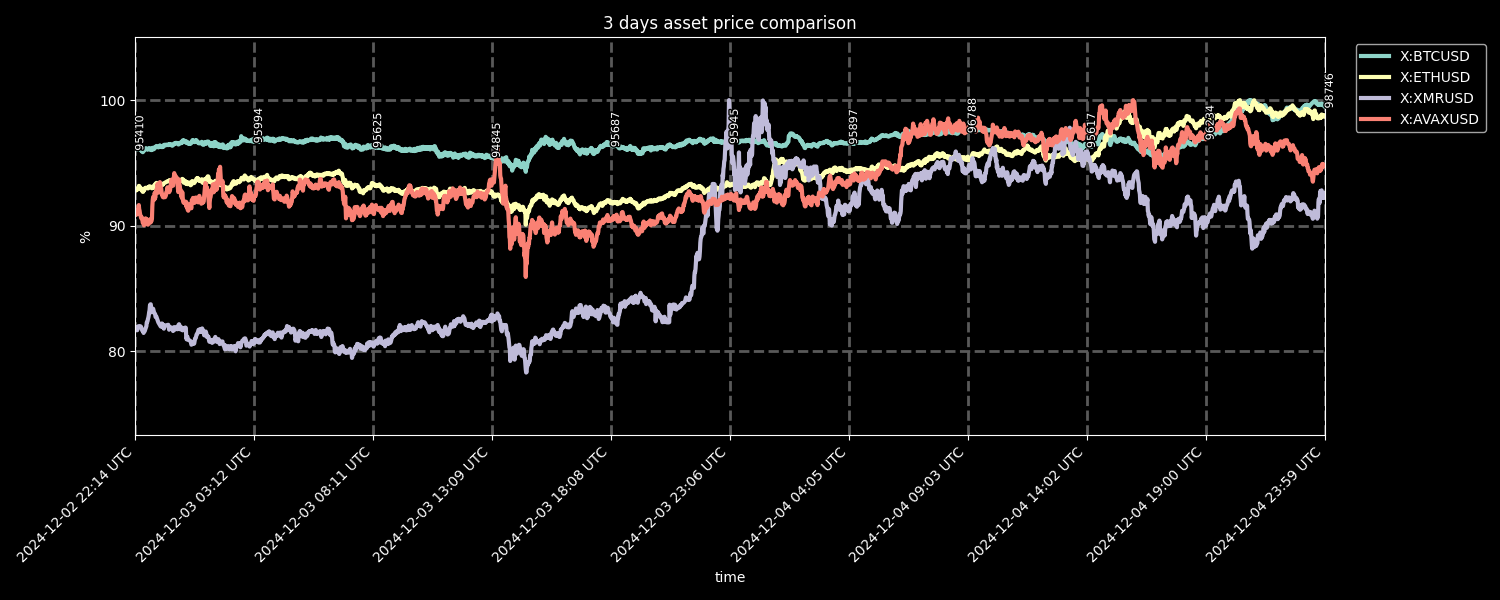 3 days asset price comparison
X:BTCUSD
X:ETHUSD
X:XMRUSD
X:AVAXUSD
100
90
80
%
95410
95994
95625
94845
95687
95945
95897
96788
95617
96234
98746
2024-12-02 22:14 UTC
2024-12-03 03:12 UTC
2024-12-03 08:11 UTC
2024-12-03 13:09 UTC
2024-12-03 18:08 UTC
2024-12-03 23:06 UTC
2024-12-04 04:05 UTC
2024-12-04 09:03 UTC
2024-12-04 14:02 UTC
2024-12-04 19:00 UTC
2024-12-04 23:59 UTC
time